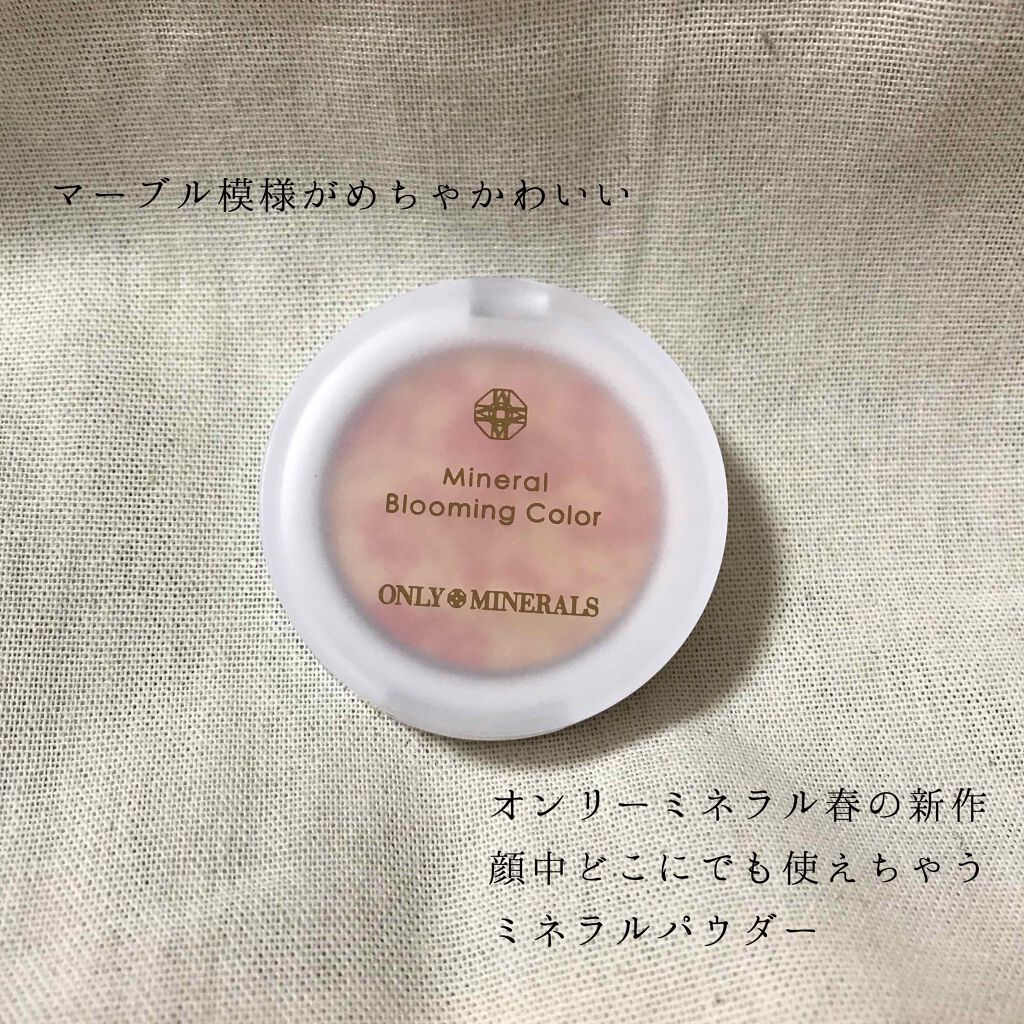 マーブル模様がめちゃかわいい
Mineral
Blooming Color
ONLY MINERALS
オンリーミネラル春の新作
顔中どこにでも使えちゃう
ミネラルパウダー